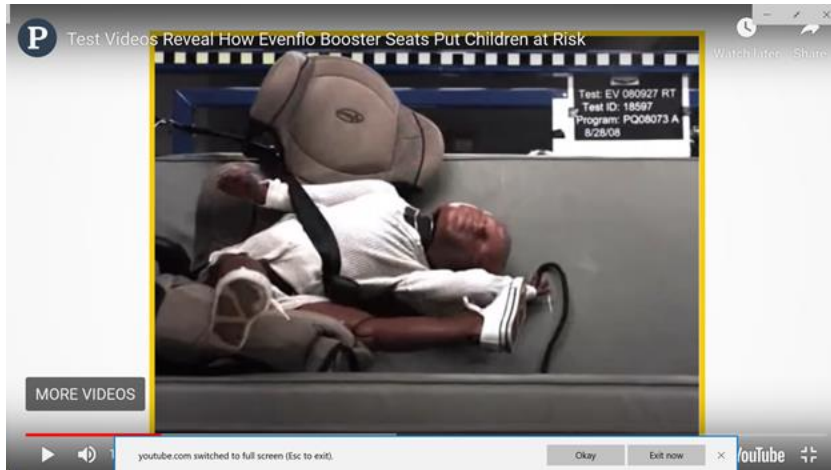 P
Test Videos Reveal How Evenflo Booster Seats Put Children at Risk
Watch later
Share
Test: EV 080927 RT
Test ID: 18597
Program: PQ08073 A
8/28/08
MORE VIDEOS
youtube.com switched to full screen (Esc to exit).
Okay
Exit now
YouTube